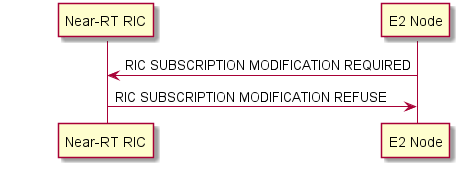 Near-RT RIC
E2 Node
RIC SUBSCRIPTION MODIFICATION REQUIRED
RIC SUBSCRIPTION MODIFICATION REFUSE
Near-RT RIC
E2 Node